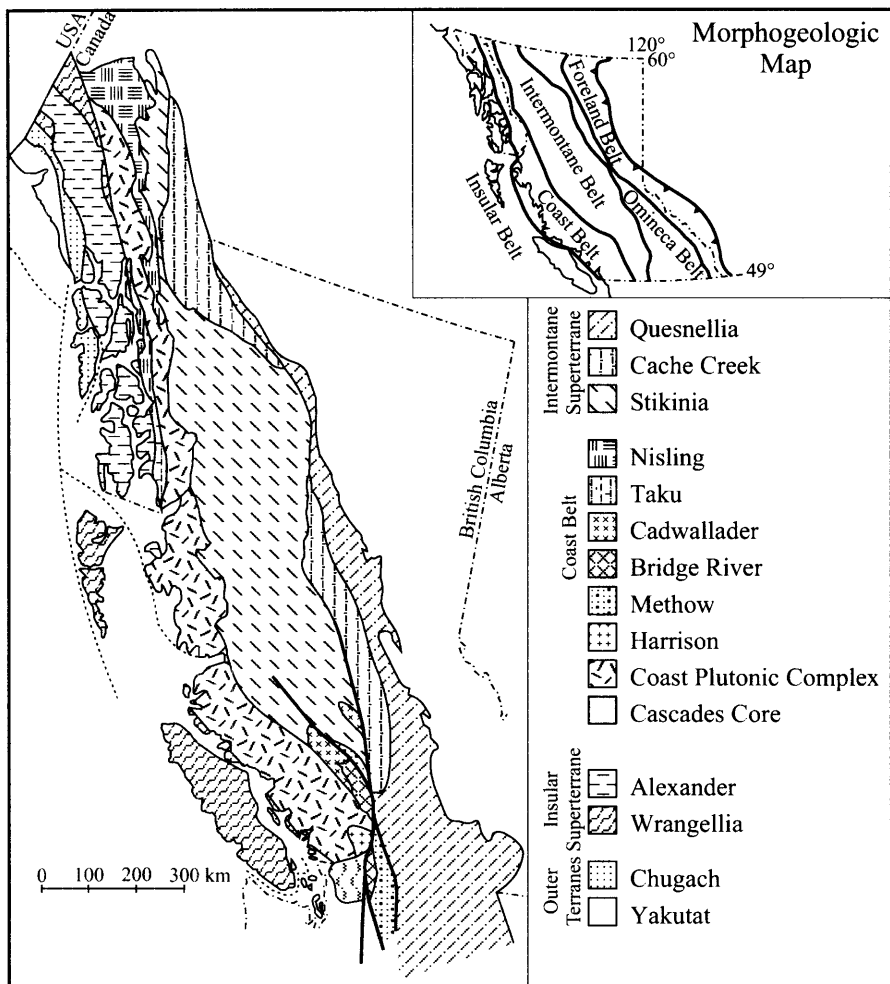 USA
Canada
Morphogeologic
Map
120°
60°
Foreland Belt
Intermontane Belt
Omineca Belt
Coast Belt
Insular Belt
49°
British Columbia
Alberta
Intermontane
Superterrane
Quesnellia
Cache Creek
Stikinia
Coast Belt
Nisling
Taku
Cadwallader
Bridge River
Methow
Harrison
Coast Plutonic Complex
Cascades Core
Insular
Superterrane
Alexander
Wrangellia
Outer
Terranes
Chugach
Yakutat
0 100 200 300 km